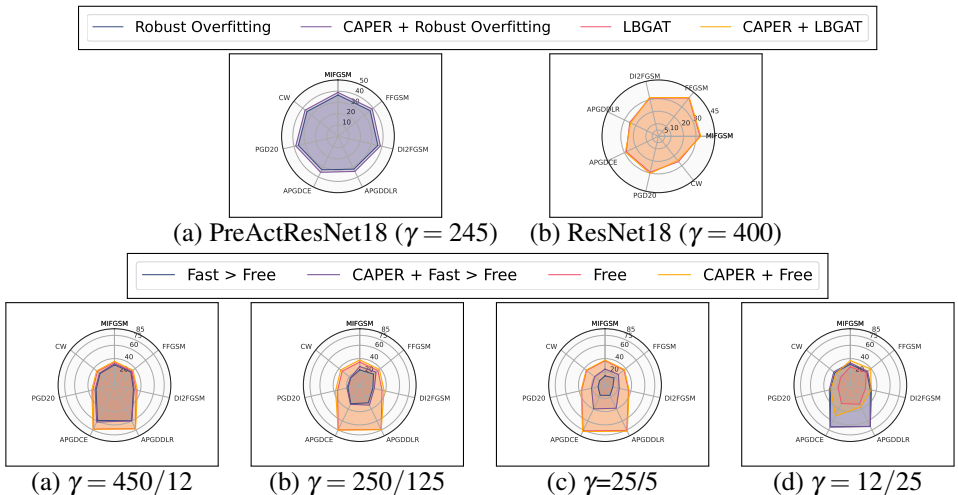 Robust Overfitting CAPER + Robust Overfitting LBGAT CAPER + LBGAT
MIFGSM
FFGSM
DI2FGSM
APGDDLR
APGDCE
PGD20
CW
10
20
30
40
50
DI2FGSM
FFGSM
MIFGSM
CW
PGD20
APGDCE
APGDDLR
5
10
20
30
45
(a) PreActResNet18 (γ = 245) (b) ResNet18 (γ = 400)
Fast > Free CAPER + Fast > Free Free CAPER + Free
MIFGSM
FFGSM
DI2FGSM
APGDDLR
APGDCE
PGD20
CW
20
40
60
75
85
MIFGSM
FFGSM
DI2FGSM
APGDDLR
APGDCE
PGD20
CW
20
40
60
75
85
MIFGSM
FFGSM
DI2FGSM
APGDDLR
APGDCE
PGD20
CW
20
40
60
75
85
MIFGSM
FFGSM
DI2FGSM
APGDDLR
APGDCE
PGD20
CW
20
40
60
75
85
(a) γ = 450/12 (b) γ = 250/125 (c) γ=25/5 (d) γ = 12/25